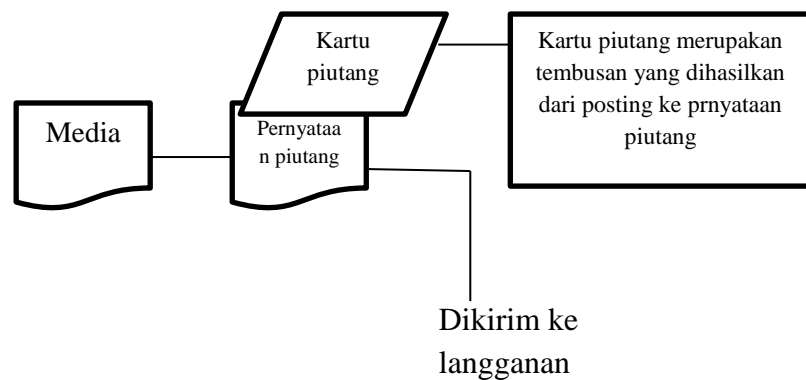 Kartu
piutang
Kartu piutang merupakan
tembusan yang dihasilkan
dari posting ke prnyataan
piutang
Media
Pernyataa
n piutang
Dikirim ke
langganan